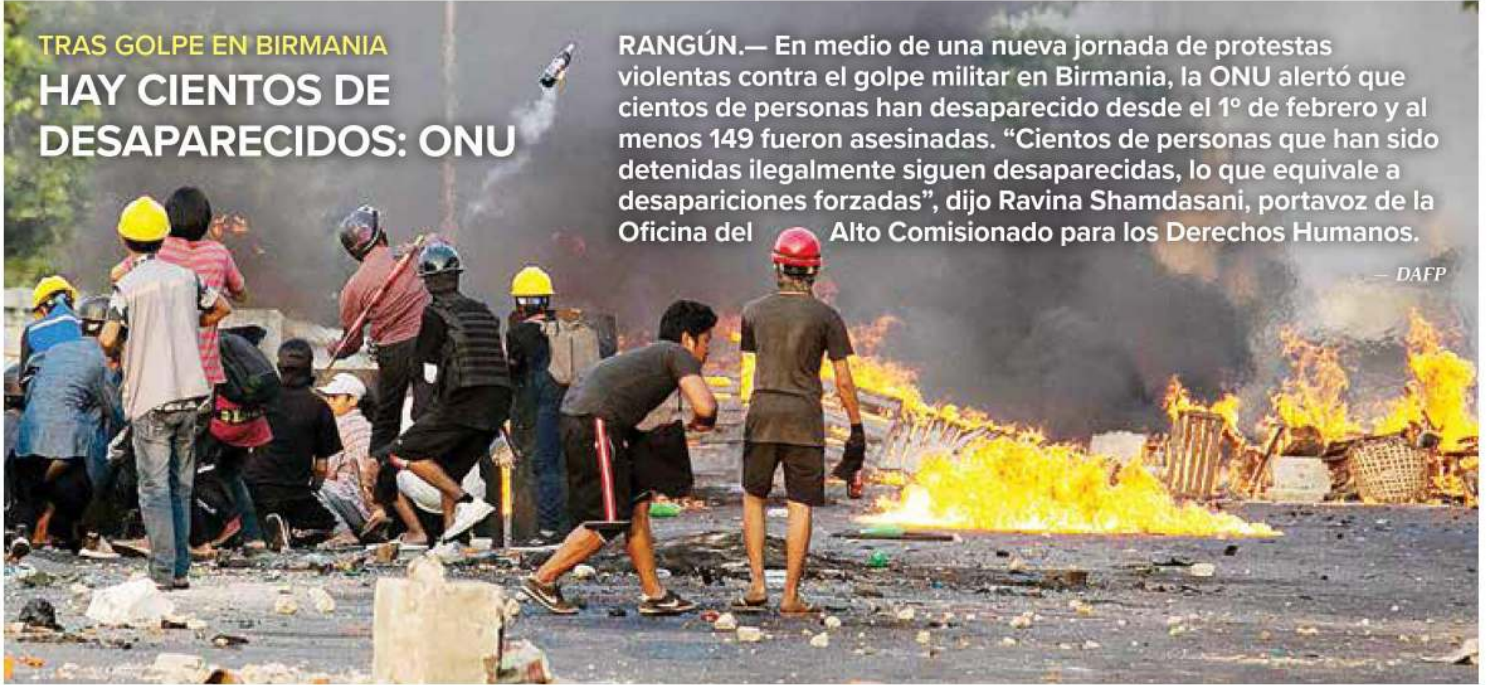 TRAS GOLPE EN BIRMANIA
HAY CIENTOS DE
DESAPARECIDOS: ONU
RANGÚN.— En medio de una nueva jornada de protestas
violentas contra el golpe militar en Birmania, la ONU alertó que
cientos de personas han desaparecido desde el 1º de febrero y al
menos 149 fueron asesinadas. “Cientos de personas que han sido
detenidas ilegalmente siguen desaparecidas, lo que equivale a
desapariciones forzadas”, dijo Ravina Shamdasani, portavoz de la
Oficina del Alto Comisionado para los Derechos Humanos.
— DAFP